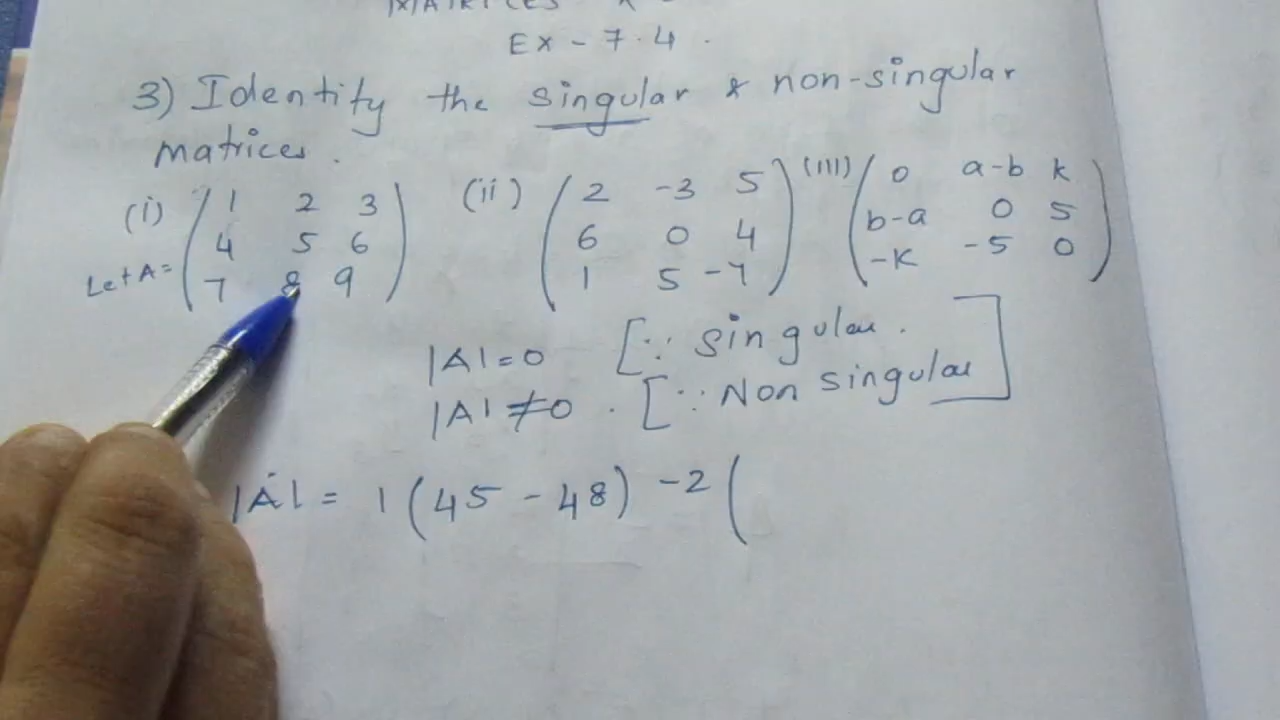 MATRICES
Ex - 7.4.
3) Identity the singular & non-singular
matrices.
(i) Let A = ( 1 2 3
4 5 6
7 8 9 )
(ii) ( 2 -3 5
6 0 4
1 5 -7 )
(III) ( 0 a-b k
b-a 0 5
-K -5 0 )
|A| = 0 [∵ singular.
|A| ≠ 0. [∵ Non singular]
|A| = 1 (45 - 48) -2 (